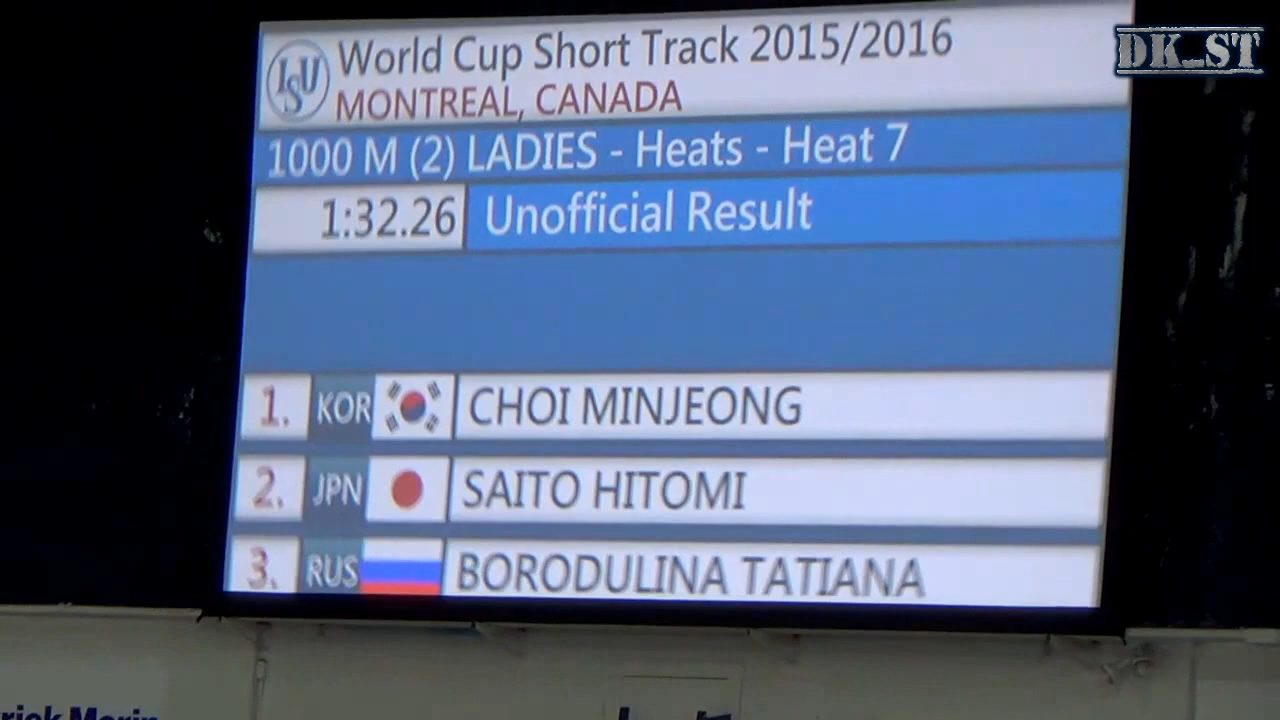 DK_ST
ISU
World Cup Short Track 2015/2016
MONTREAL, CANADA
1000 M (2) LADIES - Heats - Heat 7
1:32.26 Unofficial Result
1. KOR CHOI MINJEONG
2. JPN SAITO HITOMI
3. RUS BORODULINA TATIANA